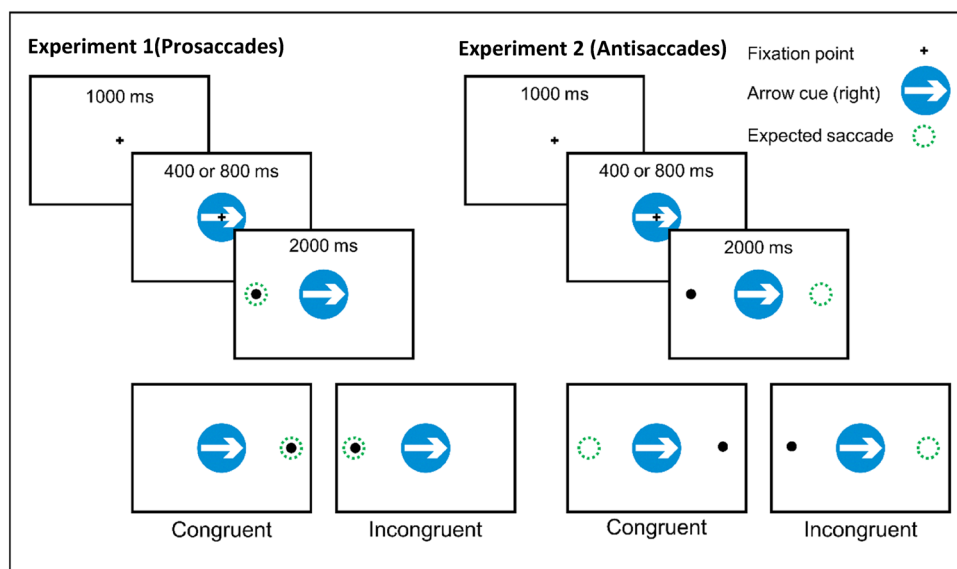 Experiment 1(Prosaccades)
1000 ms
400 or 800 ms
2000 ms
Congruent
Incongruent
Experiment 2 (Antisaccades)
1000 ms
400 or 800 ms
2000 ms
Congruent
Incongruent
Fixation point
Arrow cue (right)
Expected saccade